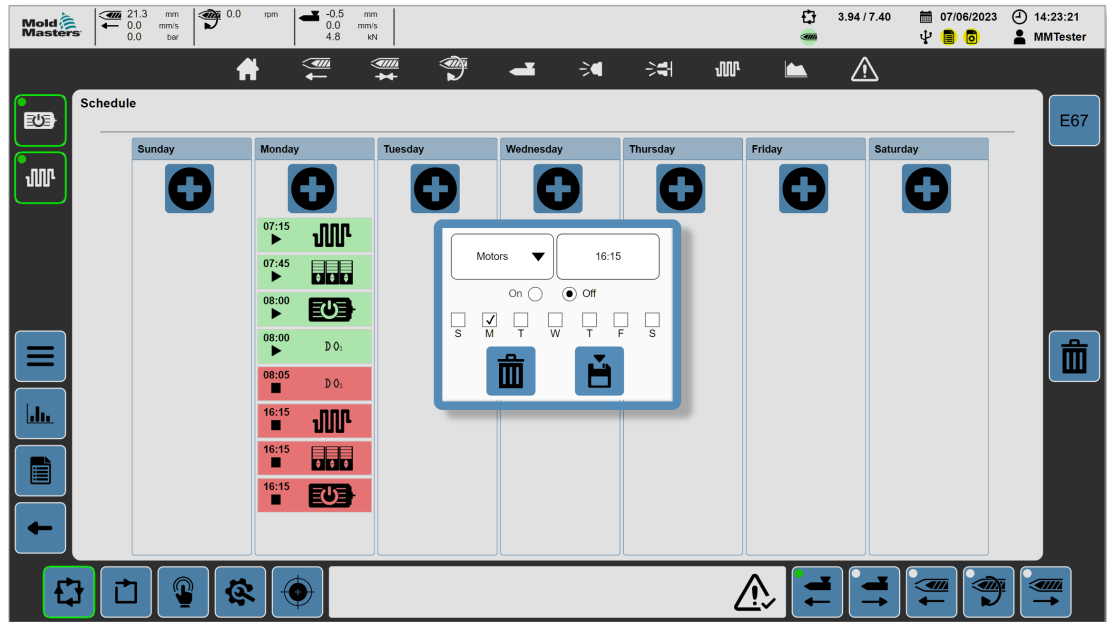 Mold
Masters
21.3 mm
0.0 mm/s
0.0 bar
0.0 rpm
-0.5 mm
0.0 mm/s
4.8 kN
3.94 / 7.40
07/06/2023
14:23:21
MMTester
Schedule
E67
Sunday
Monday
Tuesday
Wednesday
Thursday
Friday
Saturday
07:15
07:45
08:00
08:00
DO₁
08:05
DO₁
16:15
16:15
16:15
Motors
16:15
On
Off
S M T W T F S